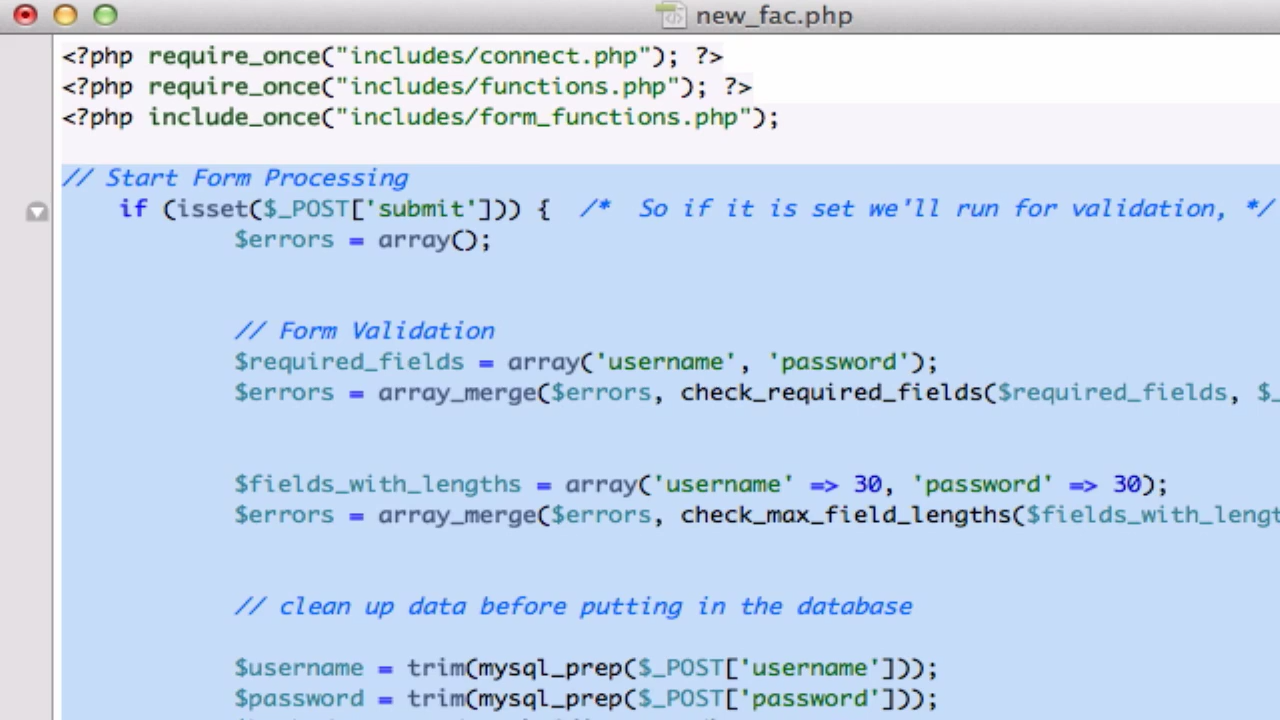 new_fac.php
<?php require_once("includes/connect.php"); ?>
<?php require_once("includes/functions.php"); ?>
<?php include_once("includes/form_functions.php");
// Start Form Processing
if (isset($_POST['submit'])) { /* So if it is set we'll run for validation, */
$errors = array();
// Form Validation
$required_fields = array('username', 'password');
$errors = array_merge($errors, check_required_fields($required_fields, $_
$fields_with_lengths = array('username' => 30, 'password' => 30);
$errors = array_merge($errors, check_max_field_lengths($fields_with_lengt
// clean up data before putting in the database
$username = trim(mysql_prep($_POST['username']));
$password = trim(mysql_prep($_POST['password']));